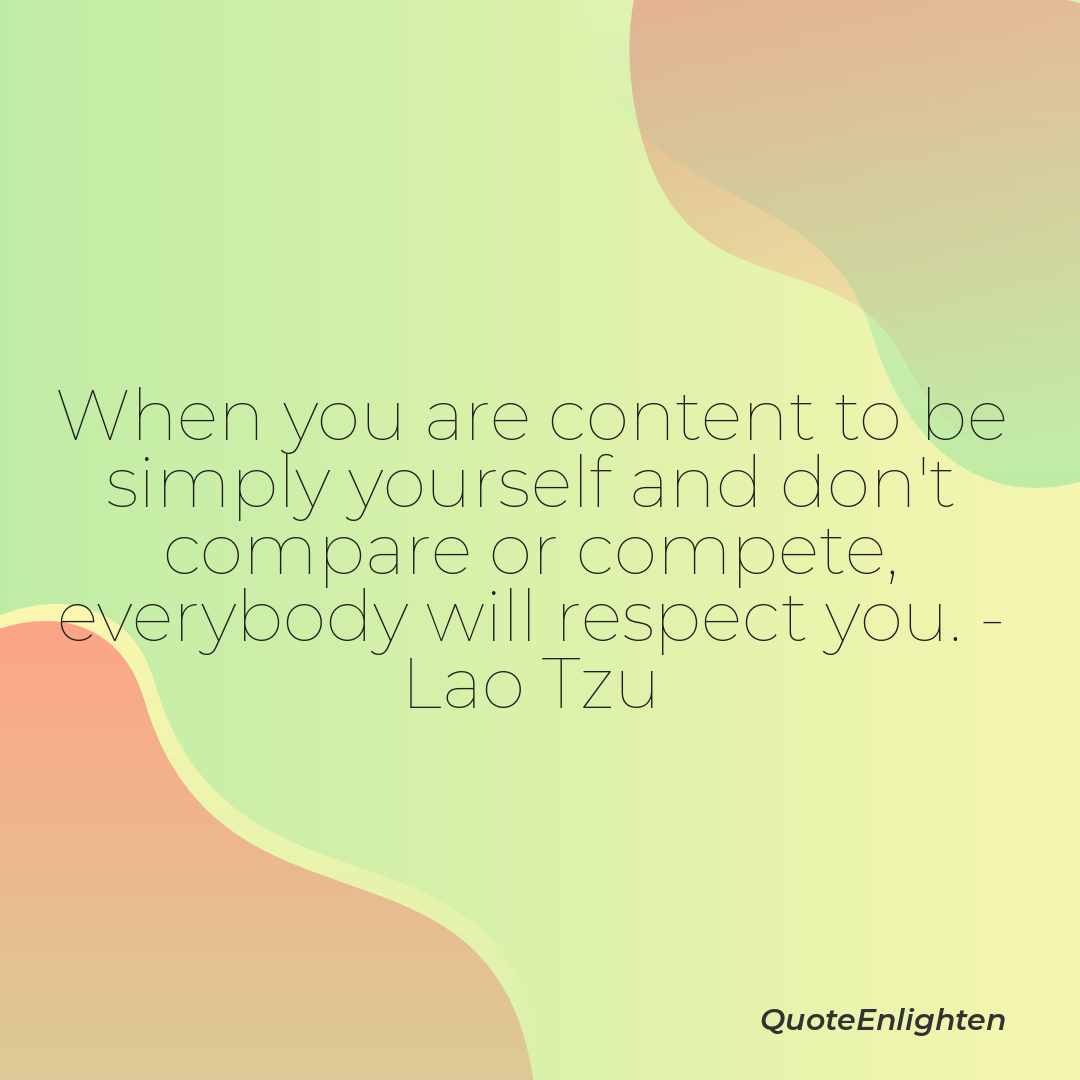 When you are content to be
simply yourself and don't
compare or compete,
everybody will respect you. -
Lao Tzu
QuoteEnlighten